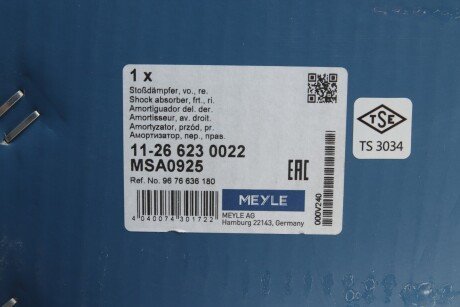 1 x
Stoßdämpfer, vo., re.
Shock absorber, frt., ri.
Amortiguador del. der.
Amortisseur, av. droit.
Amortyzator, przód, pr.
Амортизатор, пер., прав.
11-26 623 0022
MSA0925
Ref. No. 96 76 636 180
EAC
MEYLE
MEYLE AG
Hamburg 22143, Germany
4 040074 301722
000V240
TSE
TS 3034